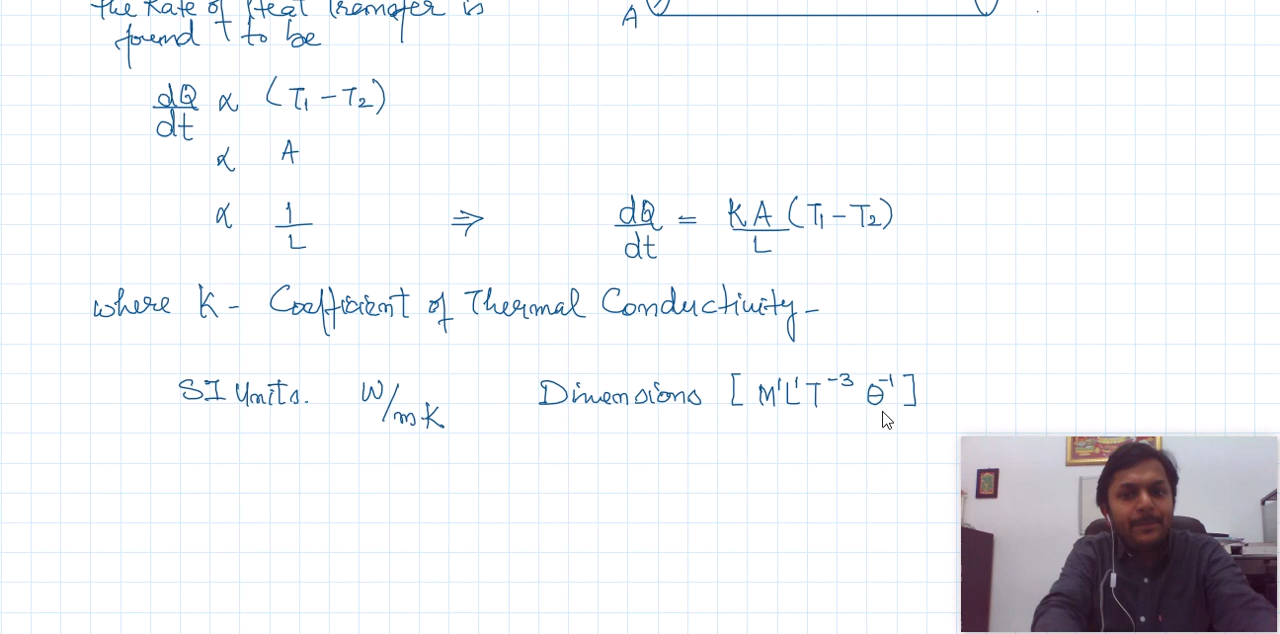 the Rate of Heat Transfer is
A
found to be
dQ/dt ∝ (T1 - T2)
∝ A
∝ 1/L ⇒ dQ/dt = KA/L (T1 - T2)
where K - Coefficient of Thermal Conductivity -
SI Units. W/mK Dimensions [M¹L¹T⁻³θ⁻¹]